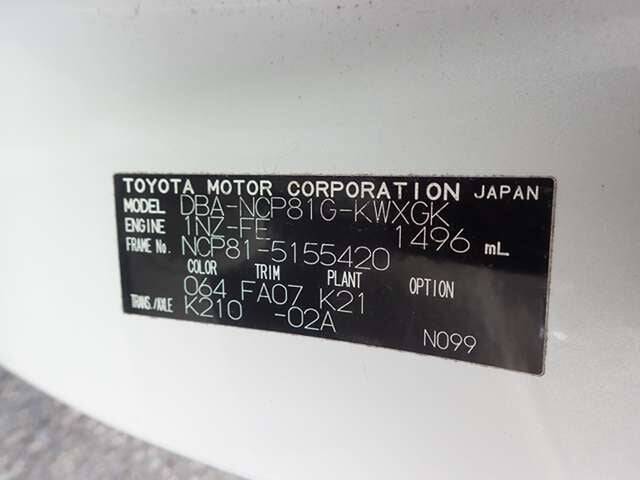 TOYOTA MOTOR CORPORATION JAPAN
MODEL DBA-NCP81G-KWXGK
ENGINE 1NZ-FE 1496 mL
FRAME No. NCP81-5155420
COLOR TRIM PLANT OPTION
064 FA07 K21
TRANS./AXLE K210 -02A
N099